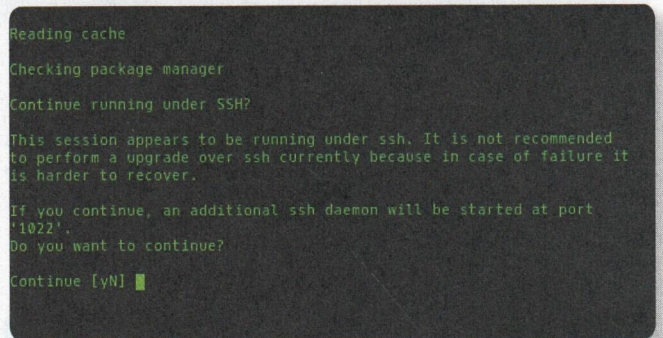 Reading cache
Checking package manager
Continue running under SSH?
This session appears to be running under ssh. It is not recommended
to perform a upgrade over ssh currently because in case of failure it
is harder to recover.
If you continue, an additional ssh daemon will be started at port
'1022'.
Do you want to continue?
Continue [yN]